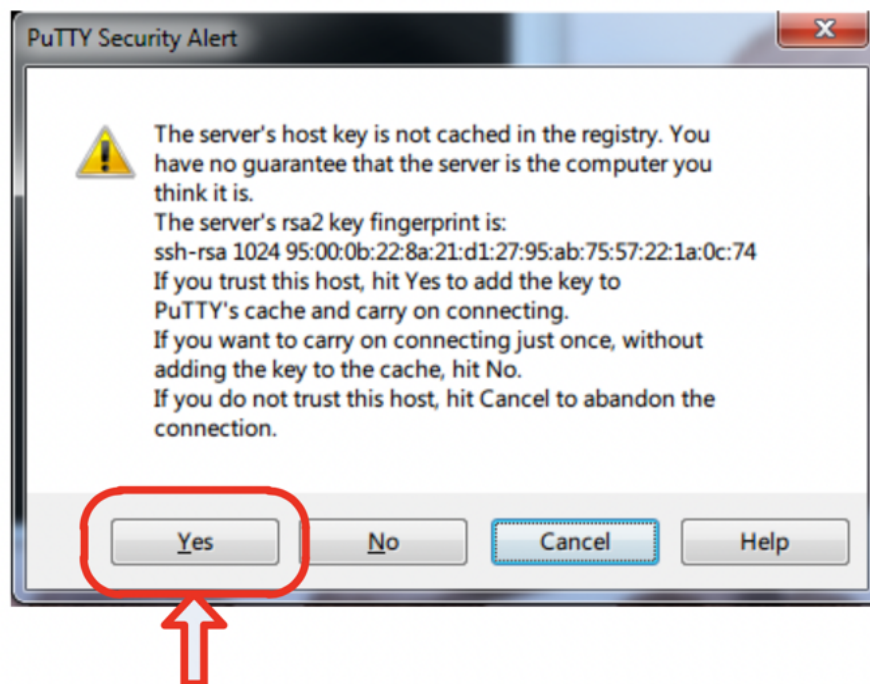 PuTTY Security Alert
The server's host key is not cached in the registry. You
have no guarantee that the server is the computer you
think it is.
The server's rsa2 key fingerprint is:
ssh-rsa 1024 95:00:0b:22:8a:21:d1:27:95:ab:75:57:22:1a:0c:74
If you trust this host, hit Yes to add the key to
PuTTY's cache and carry on connecting.
If you want to carry on connecting just once, without
adding the key to the cache, hit No.
If you do not trust this host, hit Cancel to abandon the
connection.
Yes No Cancel Help